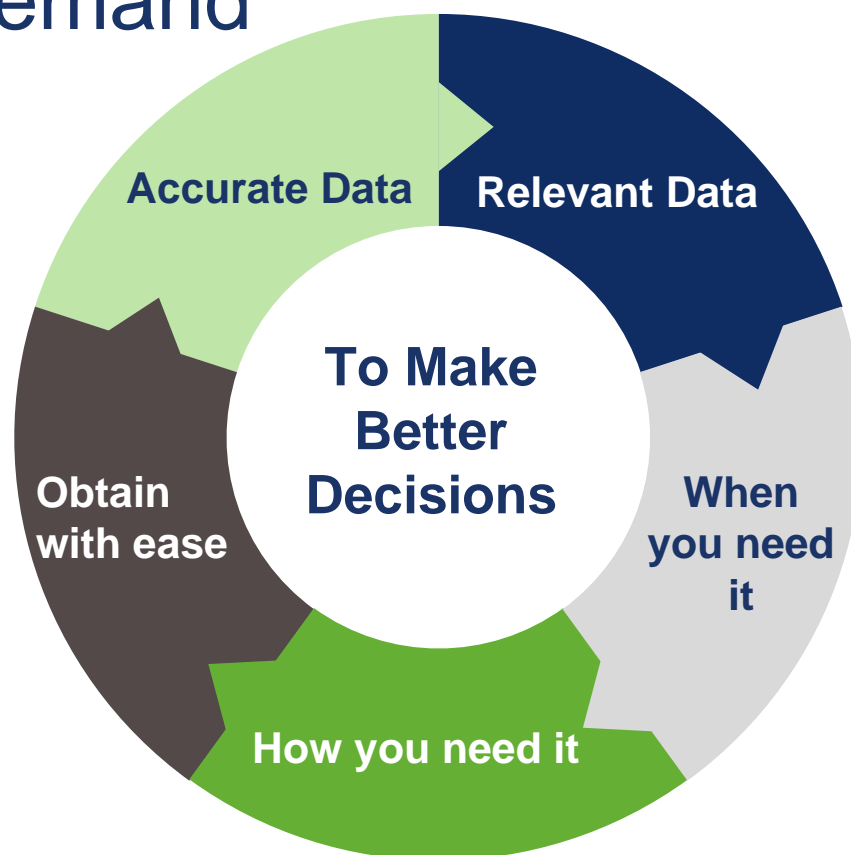 Accurate Data
Relevant Data
To Make
Better
Decisions
Obtain
with ease
When
you need
it
How you need it